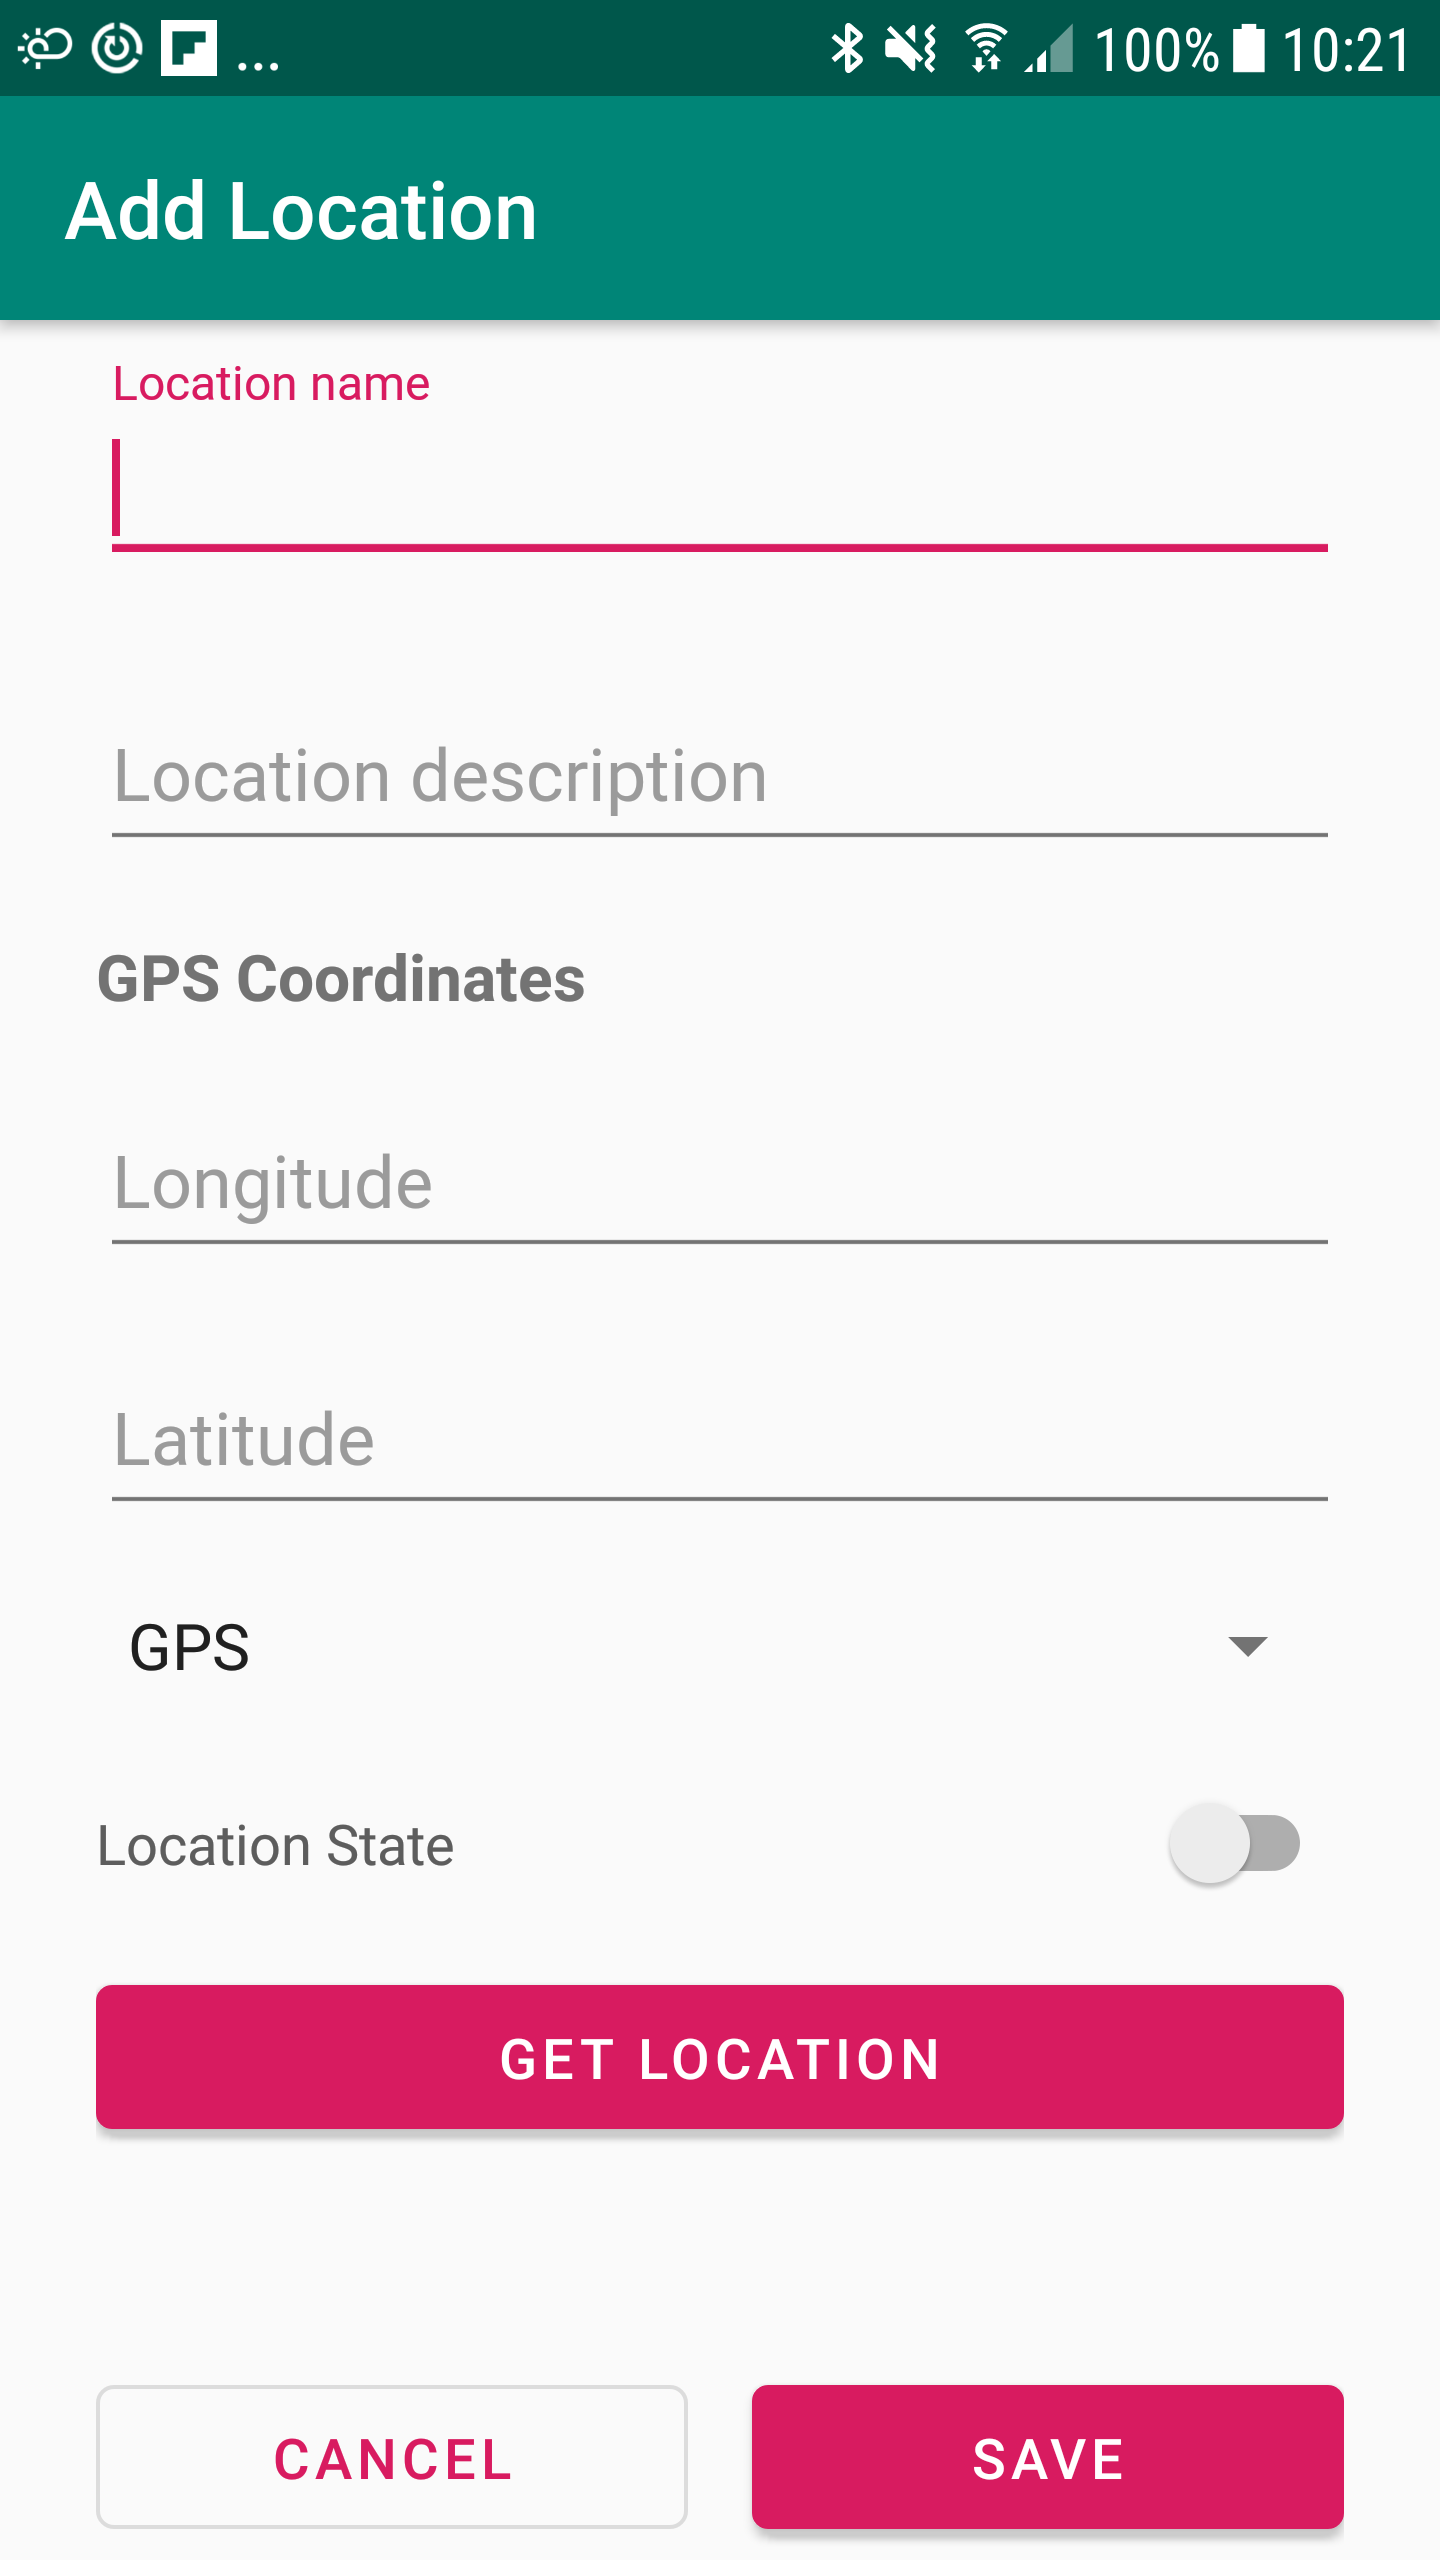 ... 100% 10:21
Add Location
Location name
Location description
GPS Coordinates
Longitude
Latitude
GPS
Location State
GET LOCATION
CANCEL SAVE